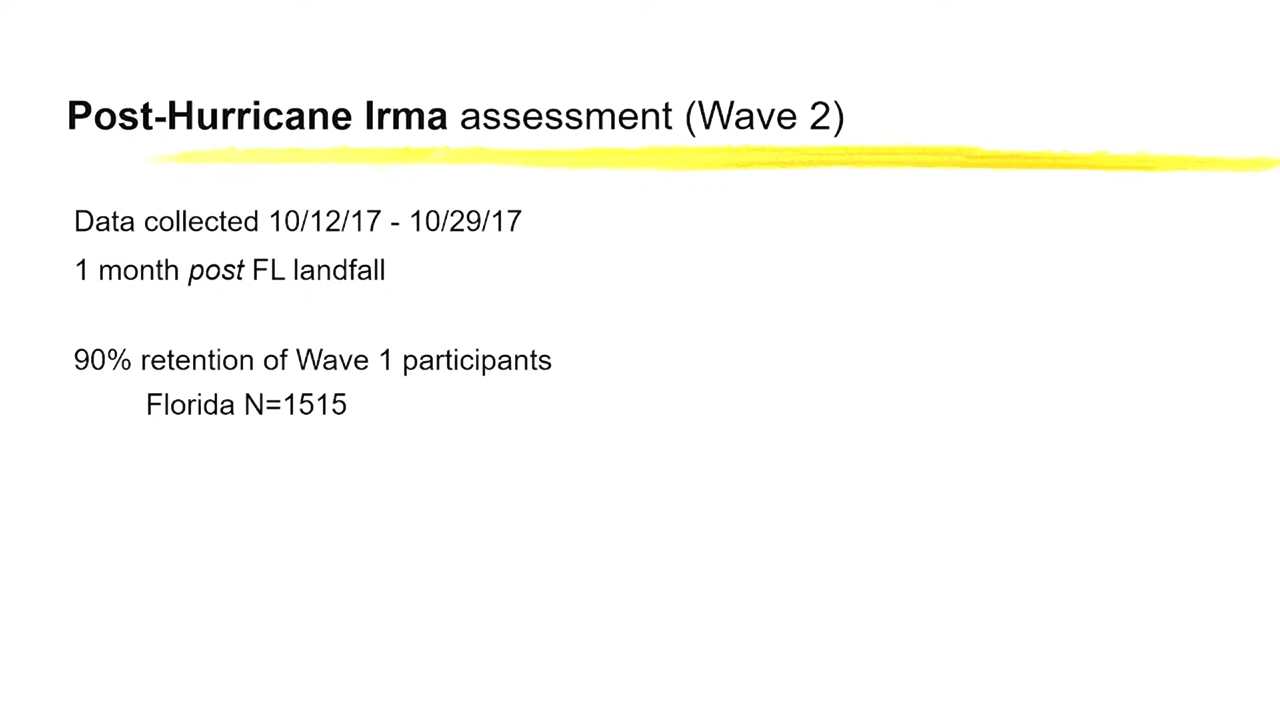 Post-Hurricane Irma assessment (Wave 2)
Data collected 10/12/17 - 10/29/17
1 month post FL landfall
90% retention of Wave 1 participants
Florida N=1515